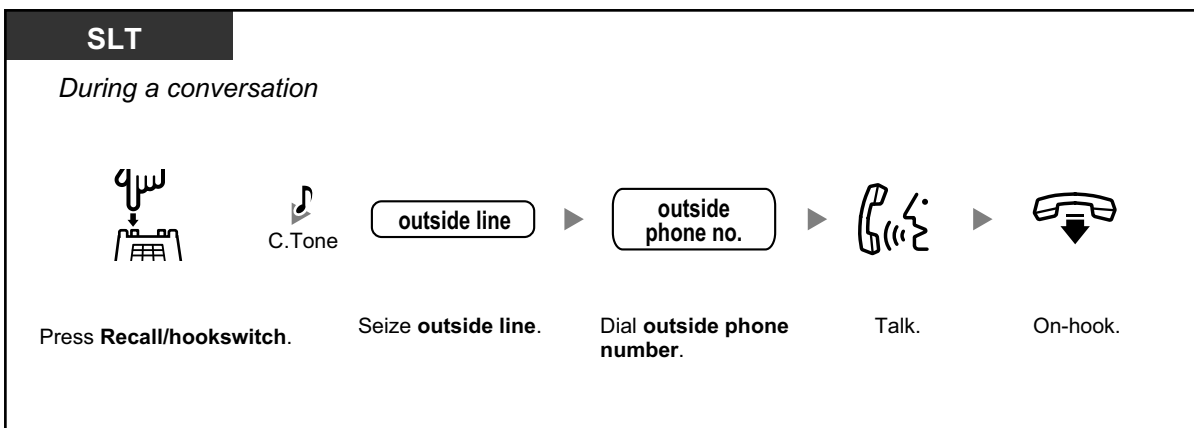 SLT
During a conversation
C.Tone
outside line
outside
phone no.
Press Recall/hookswitch.
Seize outside line.
Dial outside phone
number.
Talk.
On-hook.